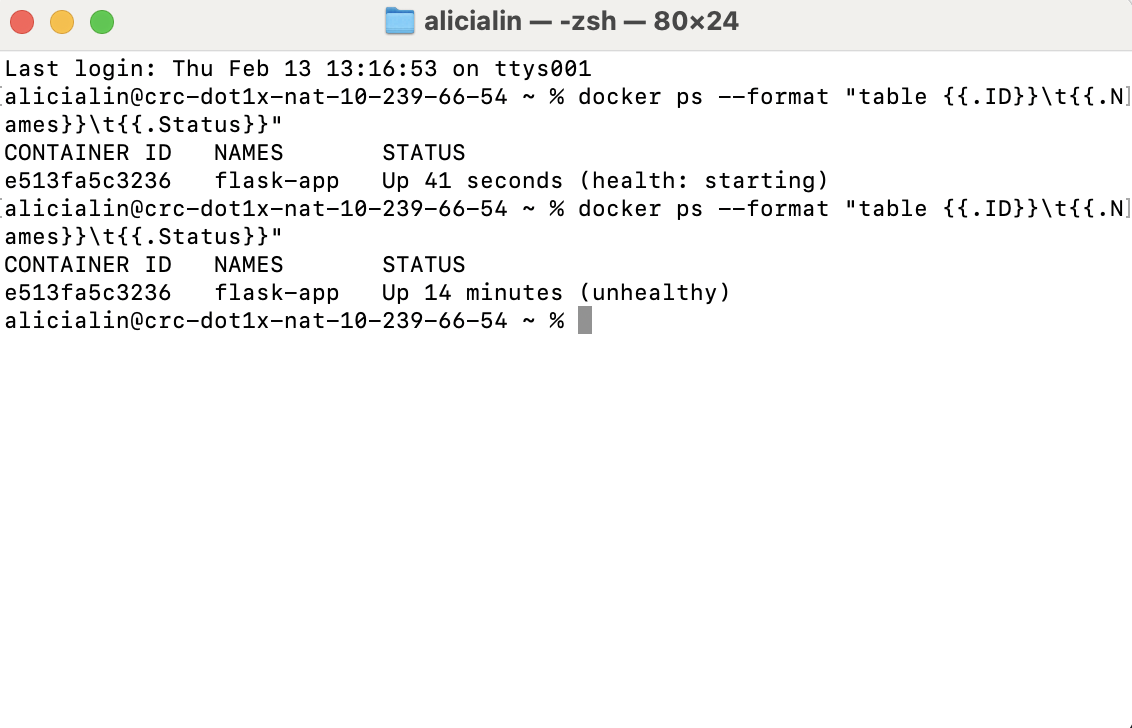 alicialin — -zsh — 80×24
Last login: Thu Feb 13 13:16:53 on ttys001
[alicialin@crc-dot1x-nat-10-239-66-54 ~ % docker ps --format "table {{.ID}}\t{{.N]
ames}}\t{{.Status}}"
CONTAINER ID   NAMES       STATUS
e513fa5c3236   flask-app   Up 41 seconds (health: starting)
[alicialin@crc-dot1x-nat-10-239-66-54 ~ % docker ps --format "table {{.ID}}\t{{.N]
ames}}\t{{.Status}}"
CONTAINER ID   NAMES       STATUS
e513fa5c3236   flask-app   Up 14 minutes (unhealthy)
alicialin@crc-dot1x-nat-10-239-66-54 ~ %